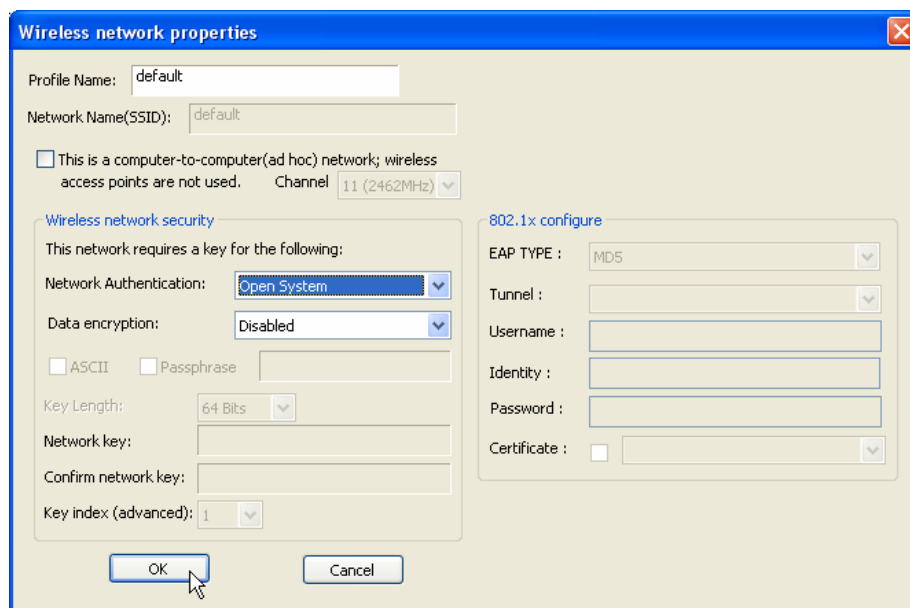 Wireless network properties
Profile Name: default
Network Name(SSID): default
This is a computer-to-computer(ad hoc) network; wireless
access points are not used. Channel 11 (2462MHz)
Wireless network security
This network requires a key for the following:
Network Authentication: Open System
Data encryption: Disabled
ASCII Passphrase
Key Length: 64 Bits
Network key:
Confirm network key:
Key index (advanced): 1
802.1x configure
EAP TYPE : MD5
Tunnel :
Username :
Identity :
Password :
Certificate :
OK Cancel